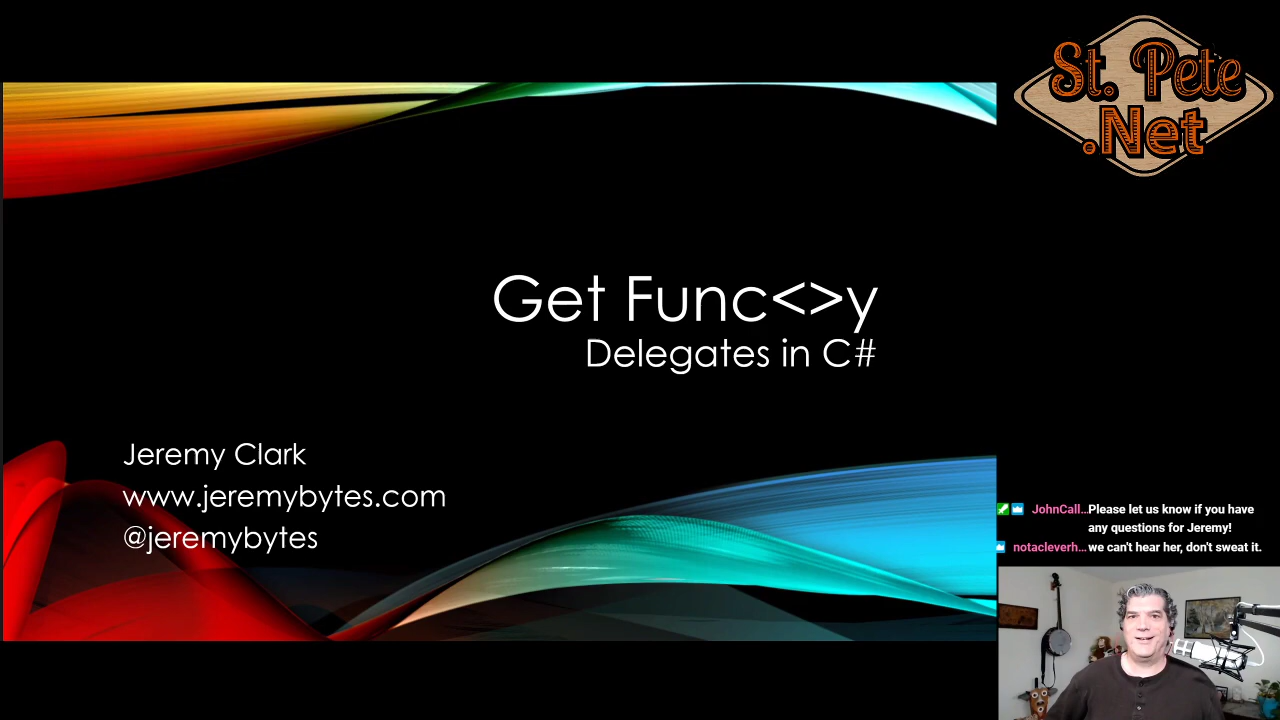 St. Pete
.Net
Get Func<>y
Delegates in C#
Jeremy Clark
www.jeremybytes.com
@jeremybytes
JohnCall... Please let us know if you have
any questions for Jeremy!
notacleverh... we can't hear her, don't sweat it.